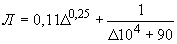 Л = 0,11Δ^0,25 + 1 / (Δ10^4 + 90)